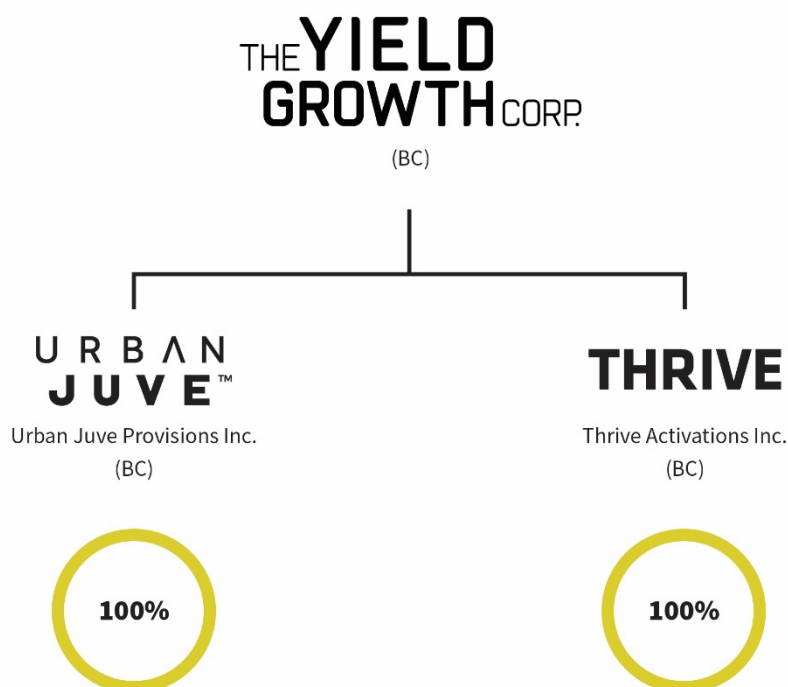 THE YIELD
GROWTH CORP.
(BC)
URBAN
JUVE™
Urban Juve Provisions Inc.
(BC)
100%
THRIVE
Thrive Activations Inc.
(BC)
100%